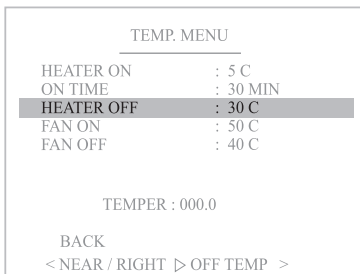 TEMP. MENU
HEATER ON : 5 C
ON TIME : 30 MIN
HEATER OFF : 30 C
FAN ON : 50 C
FAN OFF : 40 C
TEMPER : 000.0
BACK
< NEAR / RIGHT ▷ OFF TEMP >